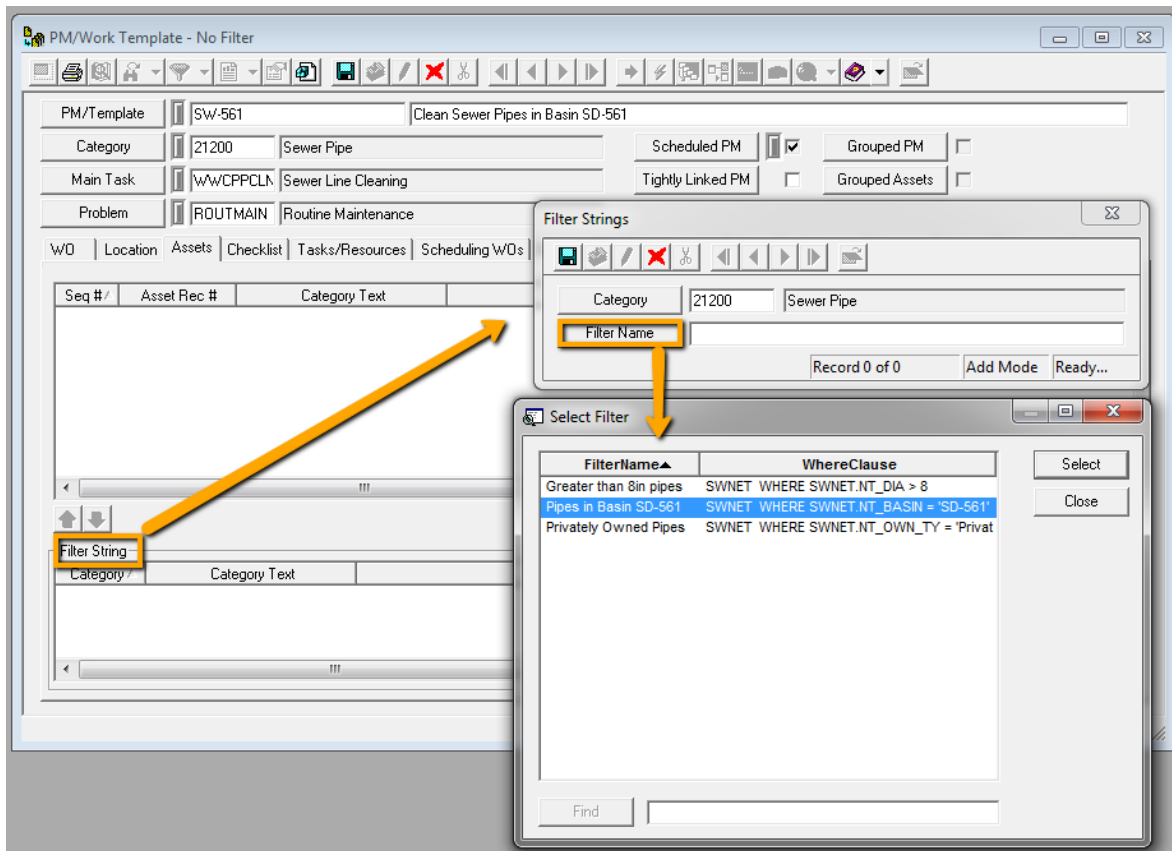 PM/Work Template - No Filter
PM/Template SW-561 Clean Sewer Pipes in Basin SD-561
Category 21200 Sewer Pipe Scheduled PM Grouped PM
Main Task WWCPPCLN Sewer Line Cleaning Tightly Linked PM Grouped Assets
Problem ROUTMAIN Routine Maintenance
WO Location Assets Checklist Tasks/Resources Scheduling WOs
Seq # Asset Rec # Category Text
Filter String
Category Category Text
Filter Strings
Category 21200 Sewer Pipe
Filter Name
Record 0 of 0 Add Mode Ready...
Select Filter
FilterName WhereClause
Greater than 8in pipes SWNET WHERE SWNET.NT_DIA > 8
Pipes in Basin SD-561 SWNET WHERE SWNET.NT_BASIN = 'SD-561'
Privately Owned Pipes SWNET WHERE SWNET.NT_OWN_TY = 'Privat
Select
Close
Find